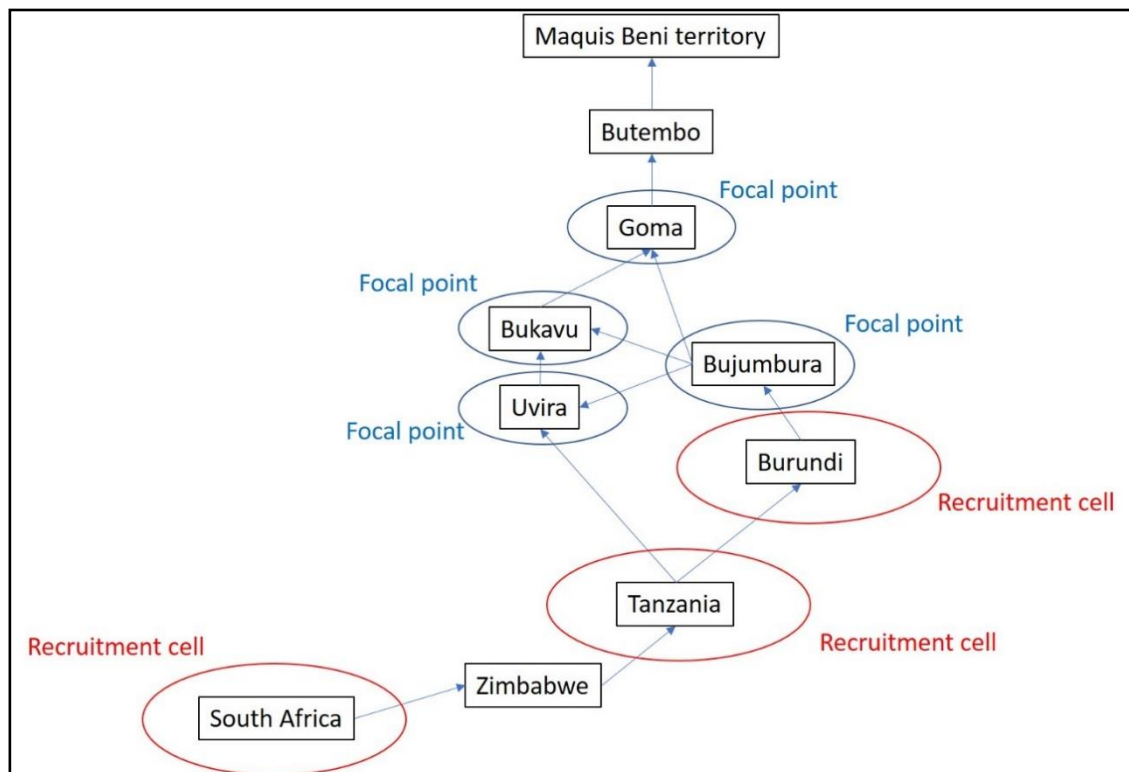 Maquis Beni territory
Butembo
Focal point
Goma
Focal point
Bukavu
Focal point
Bujumbura
Uvira
Focal point
Burundi
Recruitment cell
Tanzania
Recruitment cell
Recruitment cell
Zimbabwe
South Africa